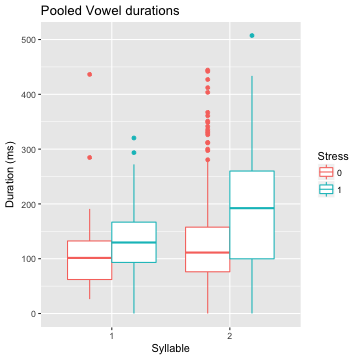 Pooled Vowel durations
500
400
300
200
100
0
Duration (ms)
1
2
Syllable
Stress
0
1